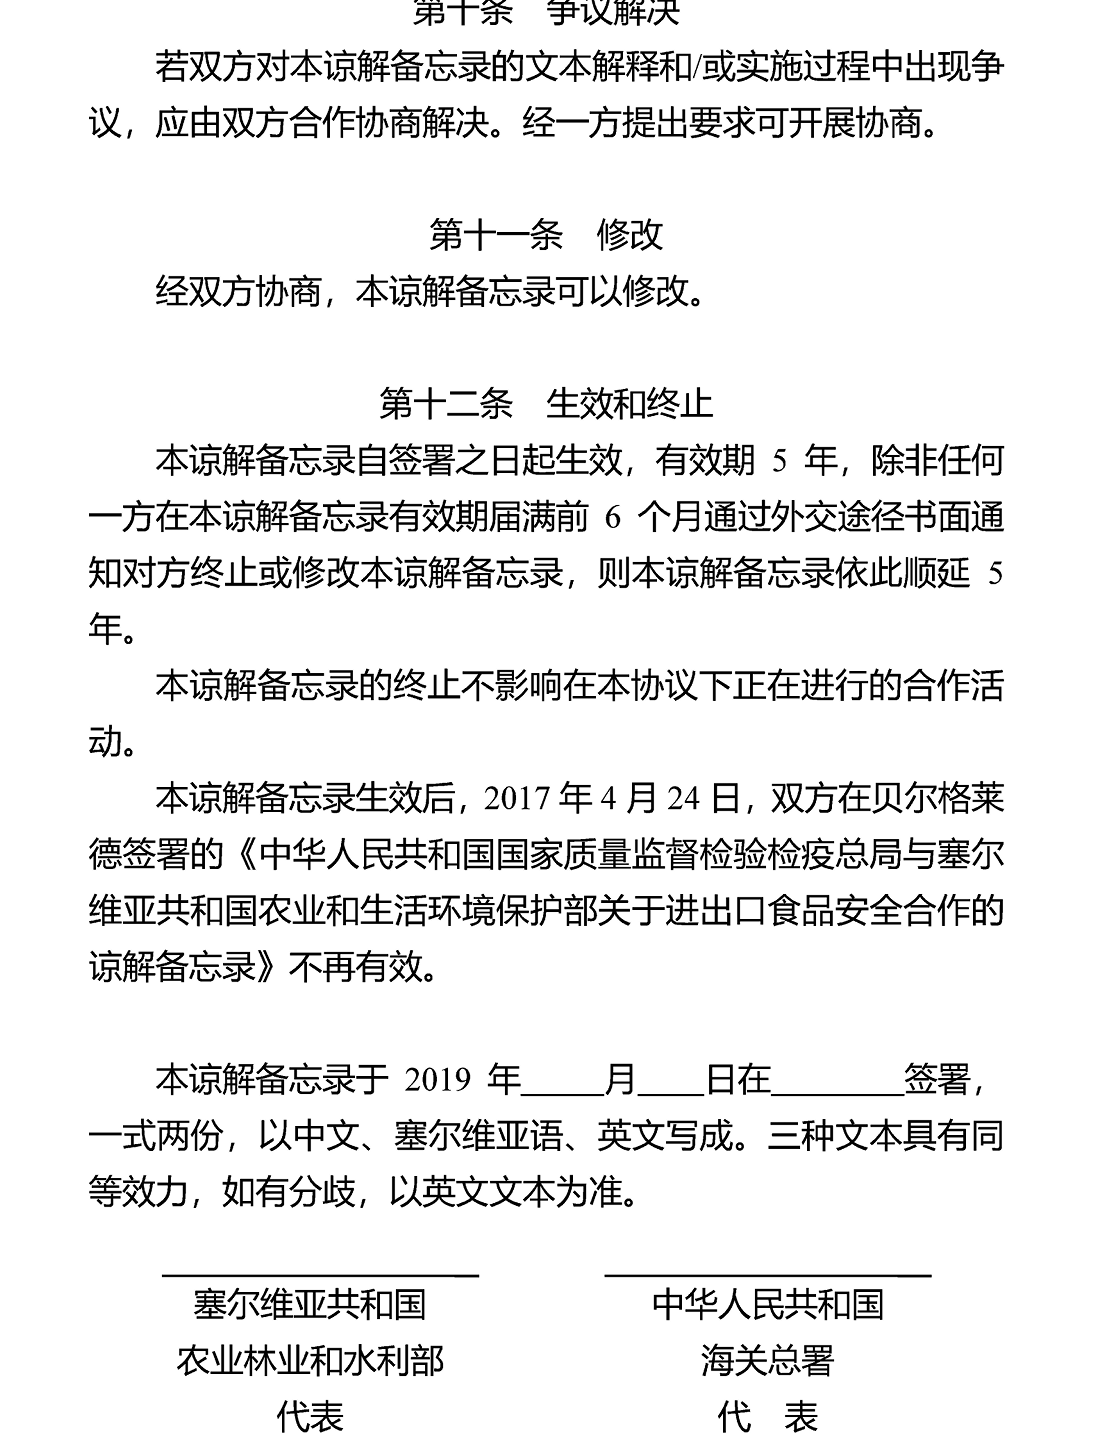 第十条　争议解决
若双方对本谅解备忘录的文本解释和/或实施过程中出现争
议，应由双方合作协商解决。经一方提出要求可开展协商。
第十一条　修改
经双方协商，本谅解备忘录可以修改。
第十二条　生效和终止
本谅解备忘录自签署之日起生效，有效期 5 年，除非任何
一方在本谅解备忘录有效期届满前 6 个月通过外交途径书面通
知对方终止或修改本谅解备忘录，则本谅解备忘录依此顺延 5
年。
本谅解备忘录的终止不影响在本协议下正在进行的合作活
动。
本谅解备忘录生效后，2017 年 4 月 24 日，双方在贝尔格莱
德签署的《中华人民共和国国家质量监督检验检疫总局与塞尔
维亚共和国农业和生活环境保护部关于进出口食品安全合作的
谅解备忘录》不再有效。
本谅解备忘录于 2019 年_____月____日在________签署，
一式两份，以中文、塞尔维亚语、英文写成。三种文本具有同
等效力，如有分歧，以英文文本为准。
塞尔维亚共和国　中华人民共和国
农业林业和水利部　海关总署
代表　代　表